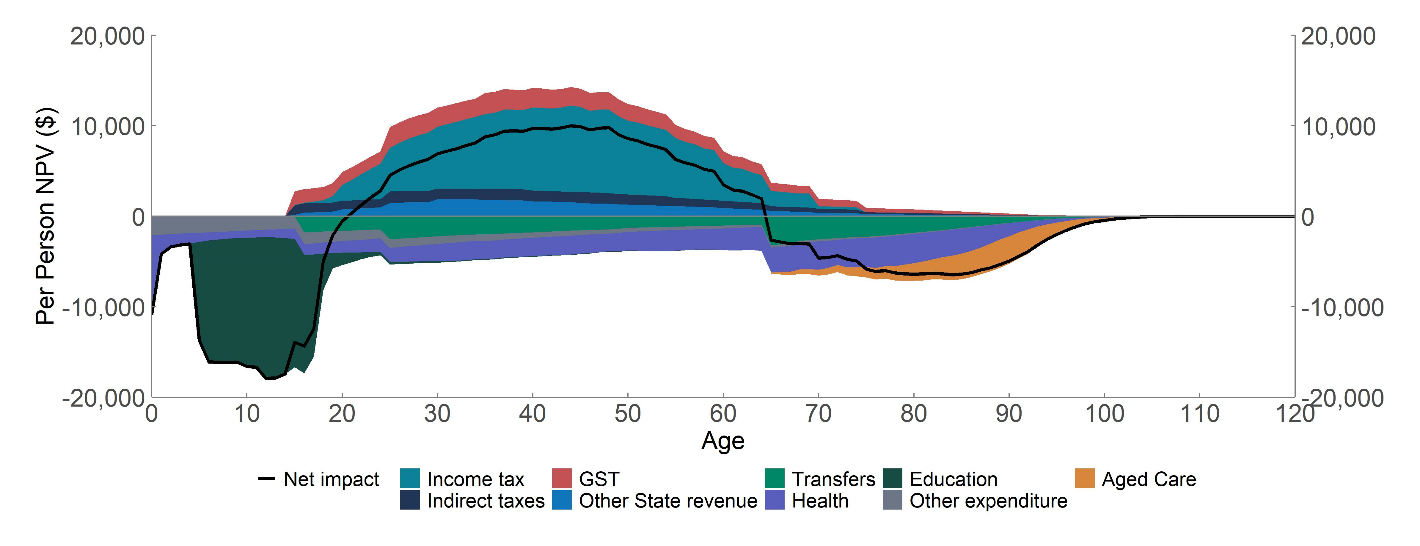 20,000
20,000
10,000
10,000
0
0
-10,000
-10,000
-20,000
-20,000
Per Person NPV ($)
0 10 20 30 40 50 60 70 80 90 100 110 120
Age
Net impact Income tax GST Transfers Education Aged Care
Indirect taxes Other State revenue Health Other expenditure